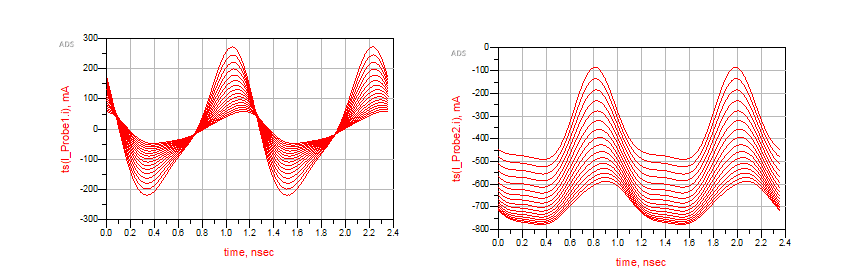 ADS
300
200
100
0
-100
-200
-300
ts(I_Probe1.i), mA
0.0 0.2 0.4 0.6 0.8 1.0 1.2 1.4 1.6 1.8 2.0 2.2 2.4
time, nsec
ADS
0
-100
-200
-300
-400
-500
-600
-700
-800
ts(I_Probe2.i), mA
0.0 0.2 0.4 0.6 0.8 1.0 1.2 1.4 1.6 1.8 2.0 2.2 2.4
time, nsec